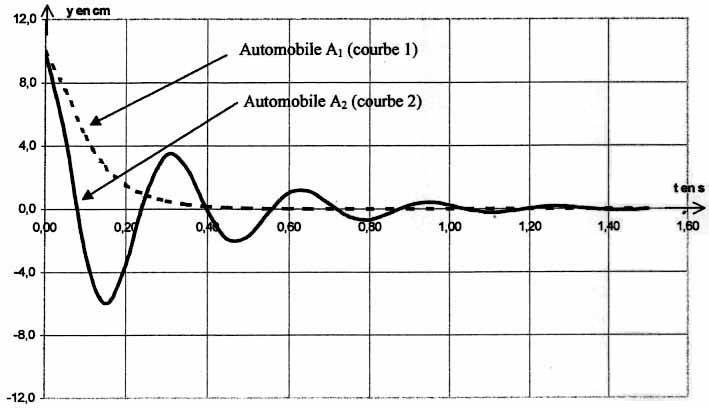 12,0
y en cm
Automobile A₁ (courbe 1)
8,0
Automobile A₂ (courbe 2)
4,0
t en s
0,0
0,00 0,20 0,40 0,60 0,80 1,00 1,20 1,40 1,60
-4,0
-8,0
-12,0